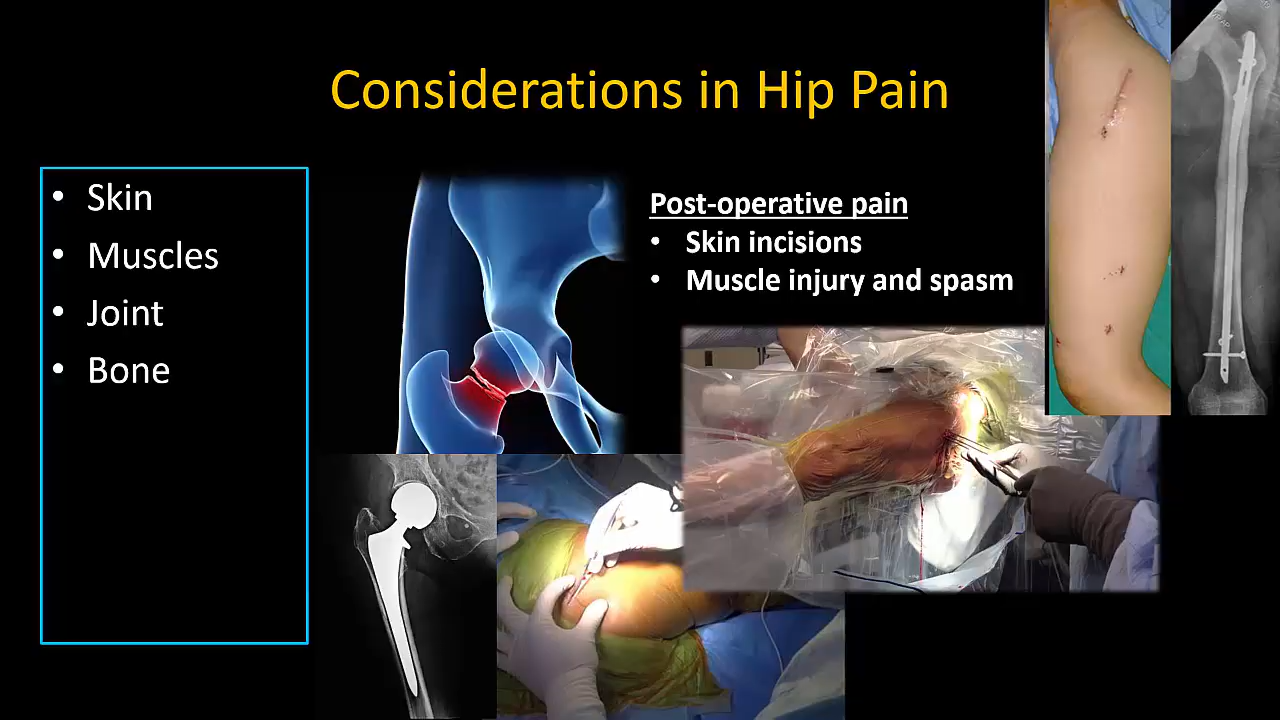 Considerations in Hip Pain
• Skin
• Muscles
• Joint
• Bone
Post-operative pain
• Skin incisions
• Muscle injury and spasm